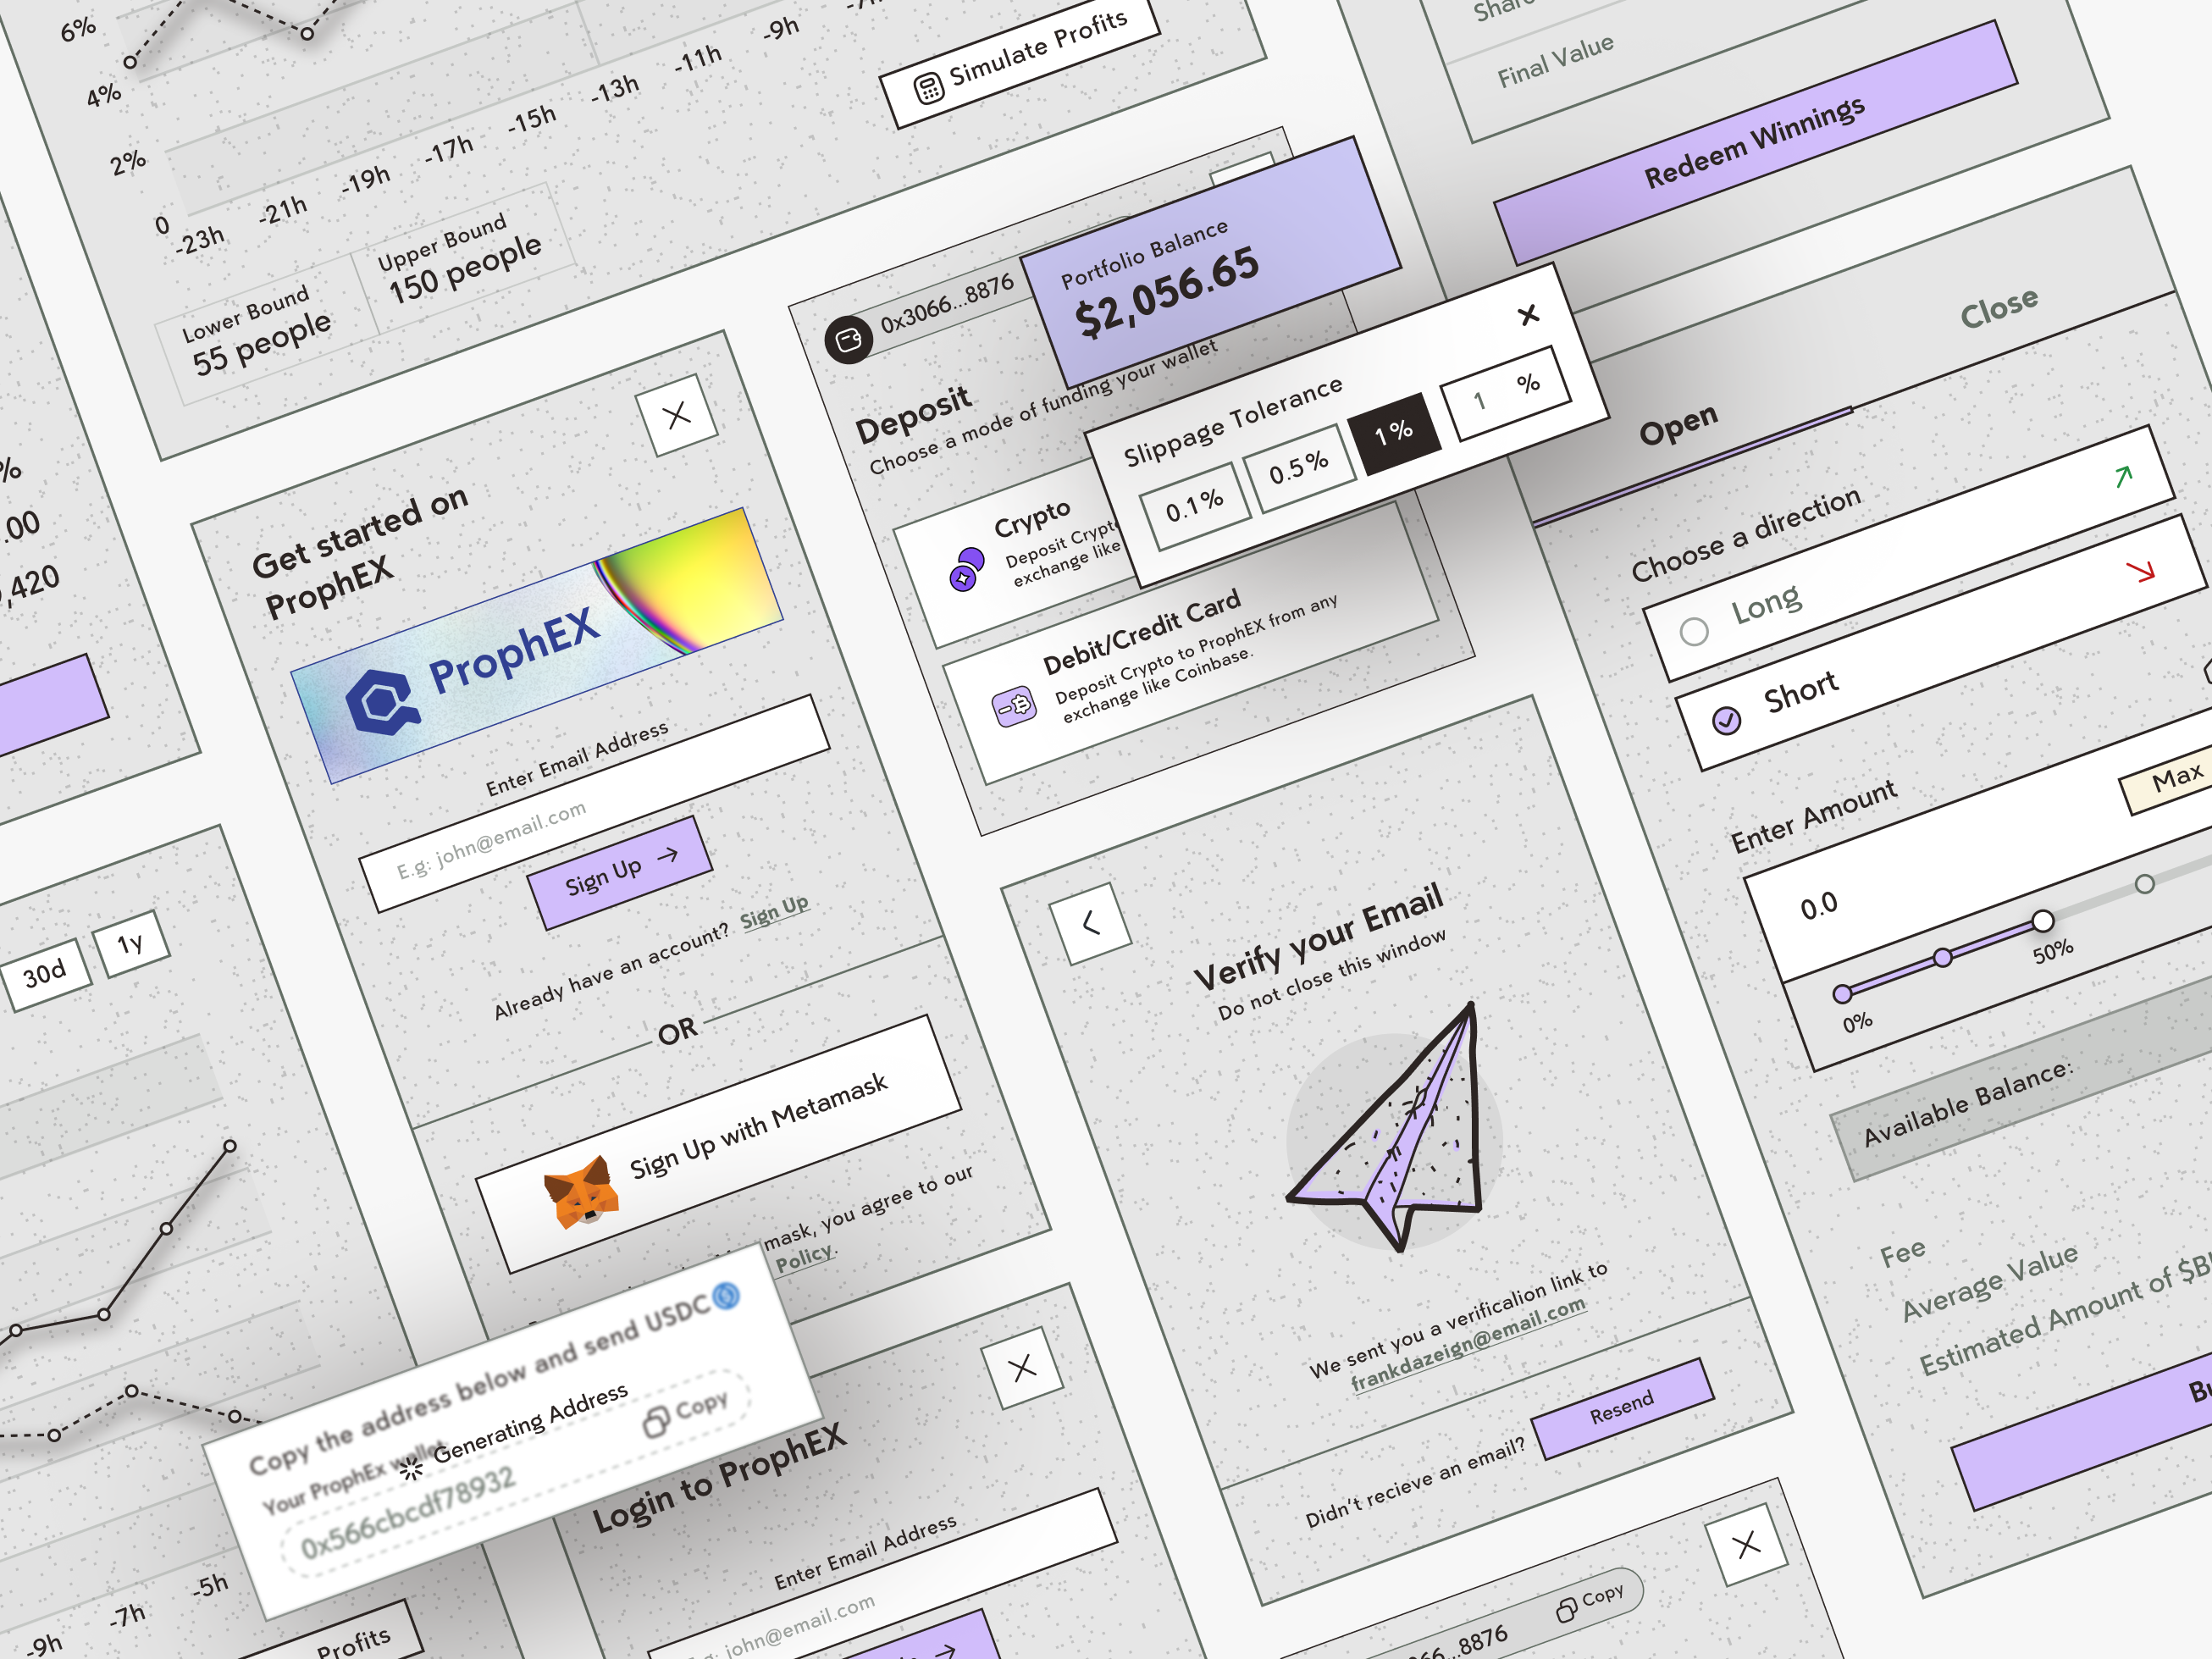 6%
4%
2%
0
-23h
-21h
-19h
-17h
-15h
-13h
-11h
-9h
Simulate Profits
Lower Bound
55 people
Upper Bound
150 people
%
.00
,420
30d
1y
-9h
-7h
-5h
Profits
Get started on
ProphEX
ProphEX
Enter Email Address
E.g: john@email.com
Sign Up
Already have an account? Sign Up
OR
Sign Up with Metamask
mask, you agree to our
Policy.
Copy the address below and send USDC
Your ProphEx wallet
Generating Address
0x566cbcdf78932
Copy
Login to ProphEX
Enter Email Address
john@email.com
0x3066...8876
Portfolio Balance
$2,056.65
Deposit
Choose a mode of funding your wallet
Crypto
Deposit Crypto
exchange like
Debit/Credit Card
Deposit Crypto to ProphEX from any
exchange like Coinbase.
Slippage Tolerance
0.1%
0.5%
1%
1 %
Verify your Email
Do not close this window
We sent you a verificalion link to
frankdazeign@email.com
Didn't recieve an email?
Resend
066...8876
Copy
Share
Final Value
Redeem Winnings
Open
Close
Choose a direction
Long
Short
Enter Amount
Max
0.0
0%
50%
Available Balance:
Fee
Average Value
Estimated Amount of $B